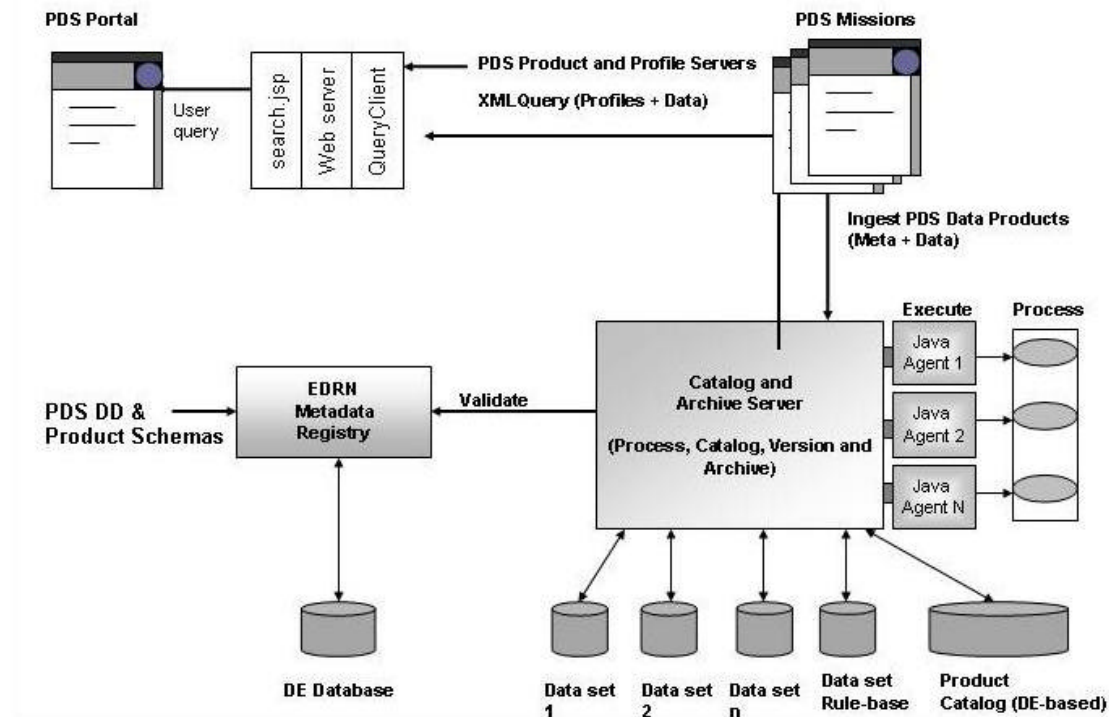 PDS Portal
PDS Missions
User
query
search.jsp
Web server
QueryClient
PDS Product and Profile Servers
XMLQuery (Profiles + Data)
Ingest PDS Data Products
(Meta + Data)
Execute
Process
Java
Agent 1
Java
Agent 2
Java
Agent N
Catalog and
Archive Server
(Process, Catalog, Version and
Archive)
Validate
EDRN
Metadata
Registry
PDS DD &
Product Schemas
DE Database
Data set
1
Data set
2
Data set
n
Data set
Rule-base
Product
Catalog (DE-based)